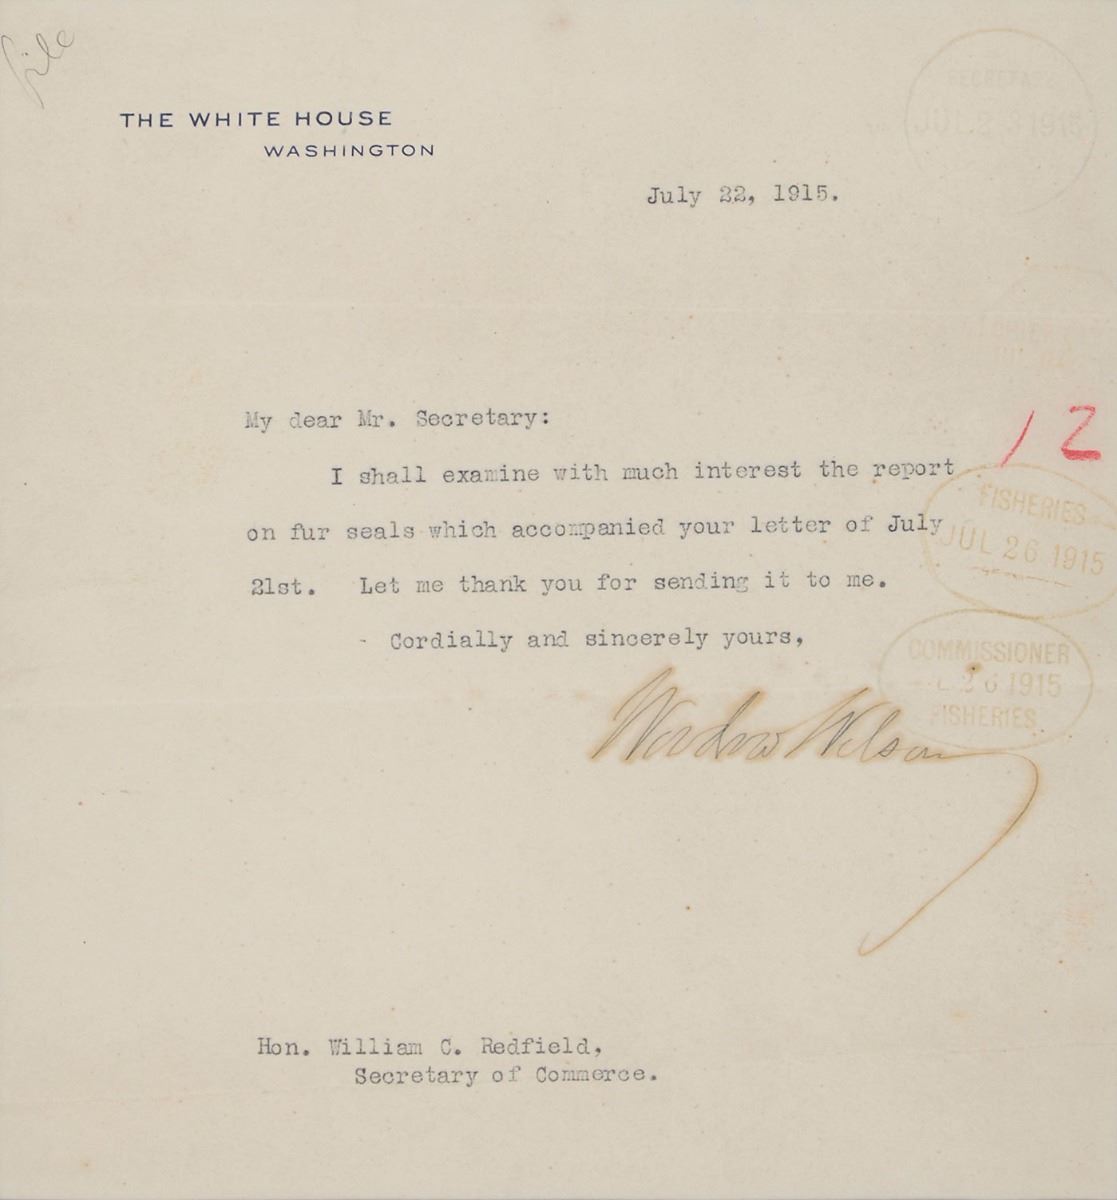 file
THE WHITE HOUSE
WASHINGTON
SECRETARY
JUL 23 1915
July 22, 1915.
My dear Mr. Secretary:
12
I shall examine with much interest the report
on fur seals which accompanied your letter of July
21st. Let me thank you for sending it to me.
- Cordially and sincerely yours,
FISHERIES
JUL 26 1915
COMMISSIONER
L 26 1915
FISHERIES
Woodrow Wilson
Hon. William C. Redfield,
Secretary of Commerce.